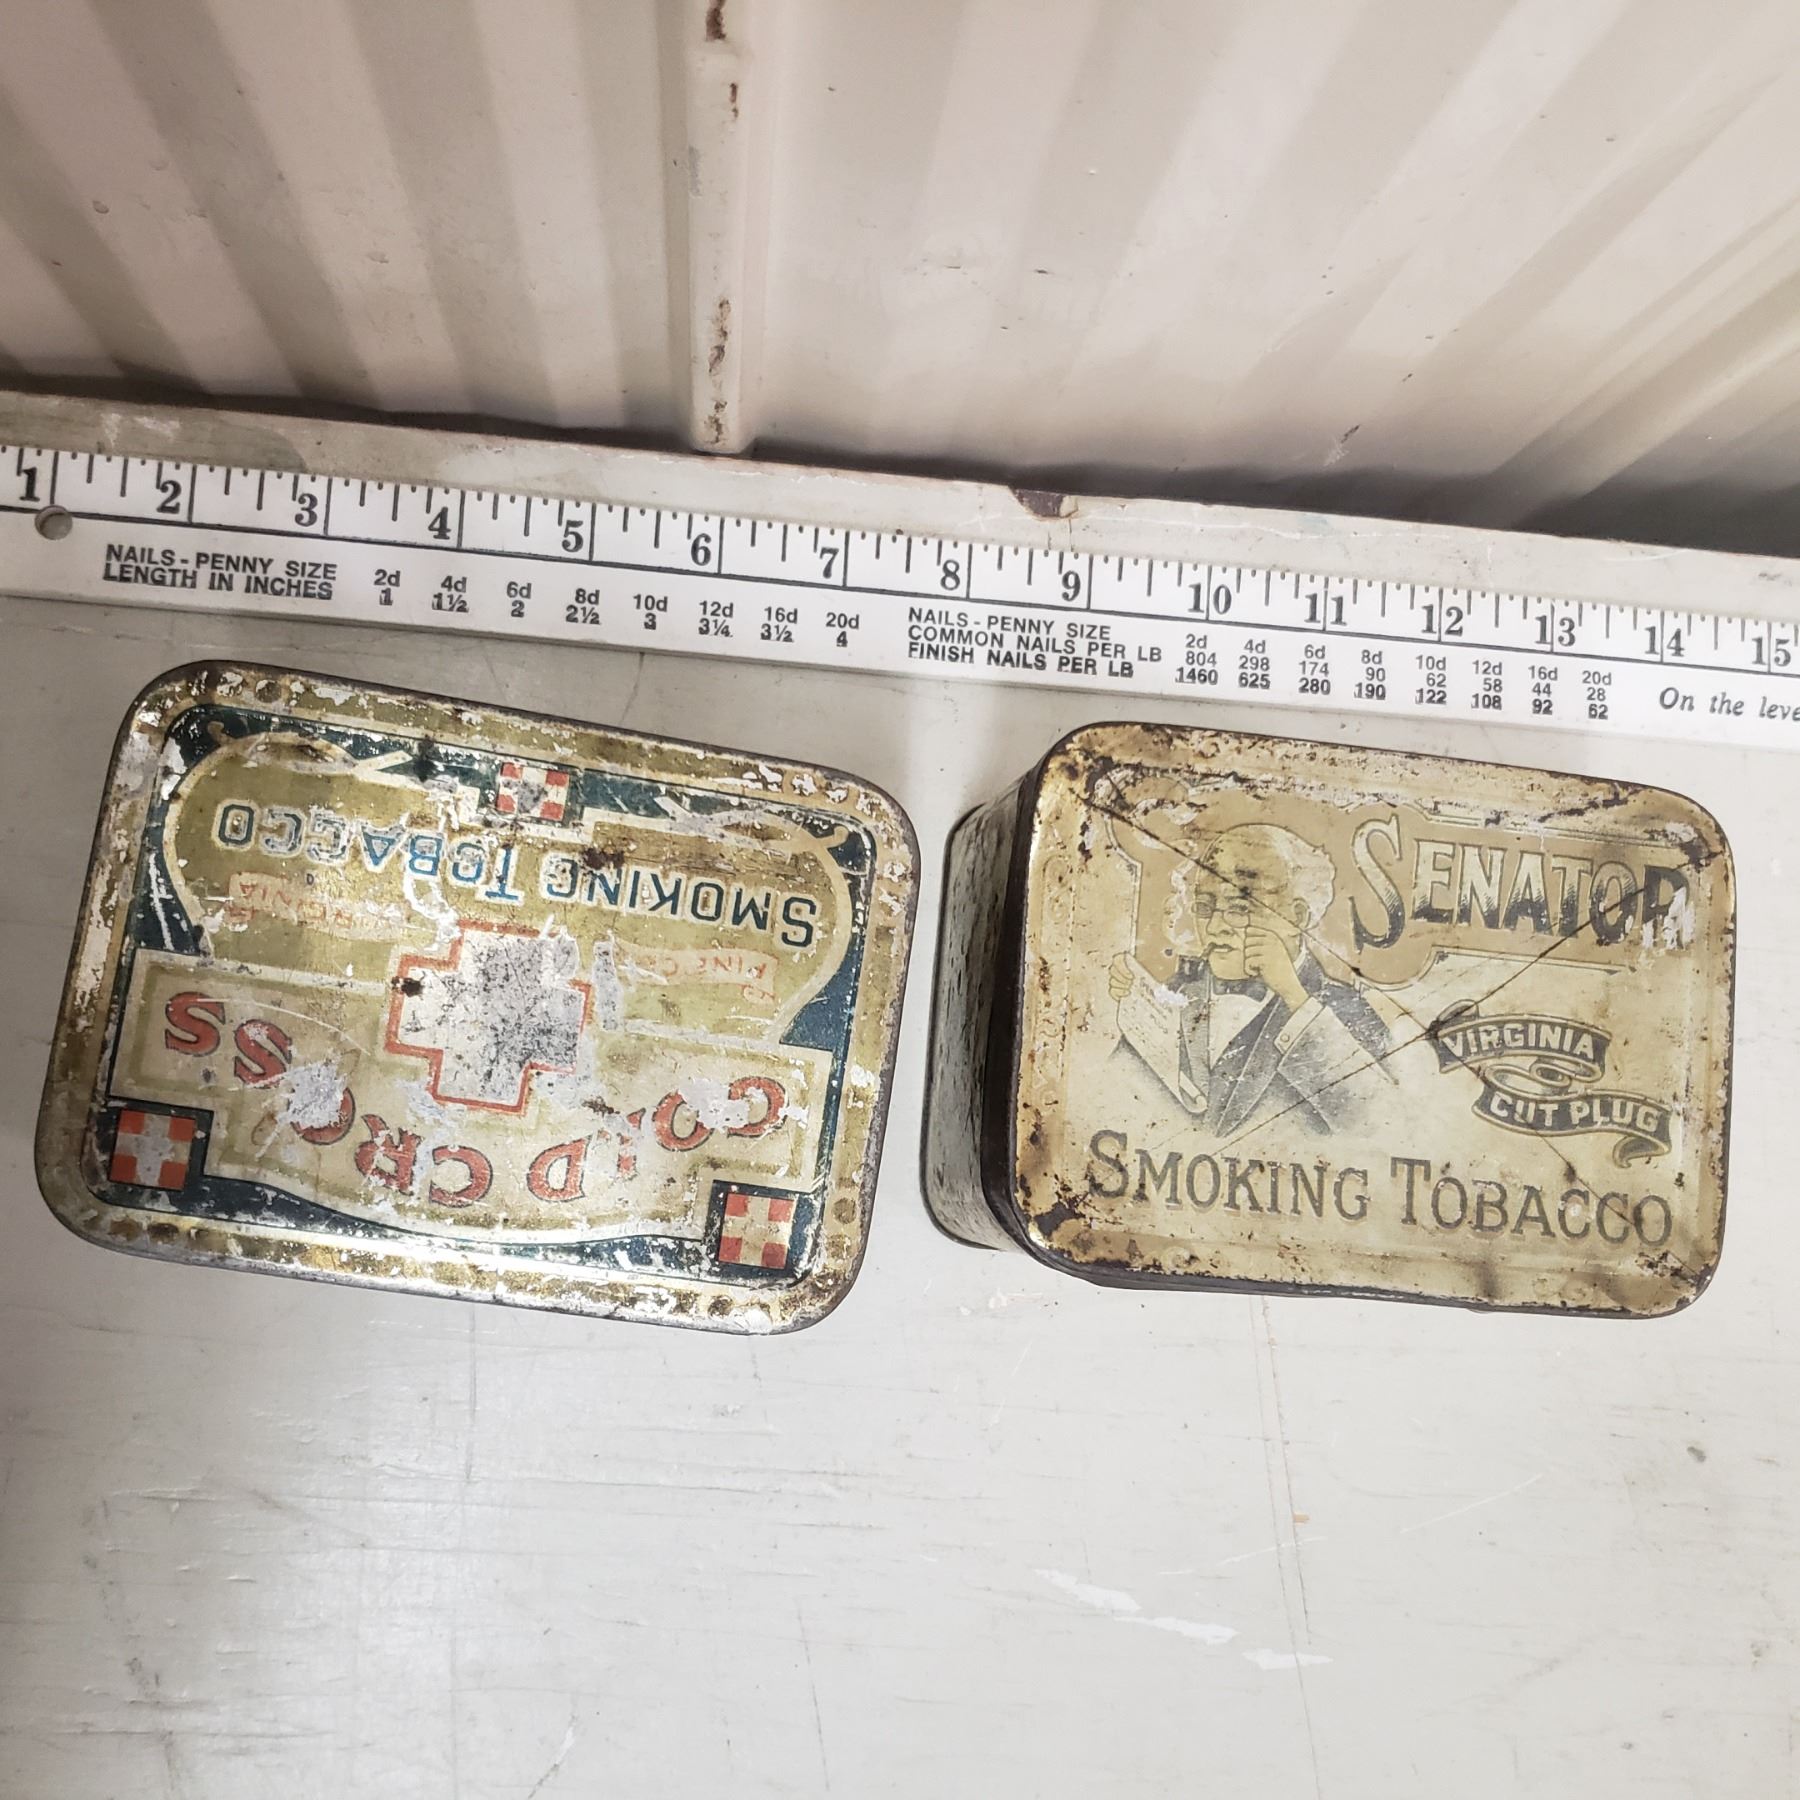 1 2 3 4 5 6 7 8 9 10 11 12 13 14 15
NAILS - PENNY SIZE 2d 4d 6d 8d 10d 12d 16d 20d
LENGTH IN INCHES 1 1½ 2 2½ 3 3¼ 3½ 4
NAILS - PENNY SIZE 2d 4d 6d 8d 10d 12d 16d 20d
COMMON NAILS PER LB 804 298 174 90 62 58 44 28
FINISH NAILS PER LB 1460 625 280 190 122 108 92 62
On the leve
GOLD CROSS
VIRGINIA
SMOKING TOBACCO
SENATOR
VIRGINIA
CUT PLUG
SMOKING TOBACCO